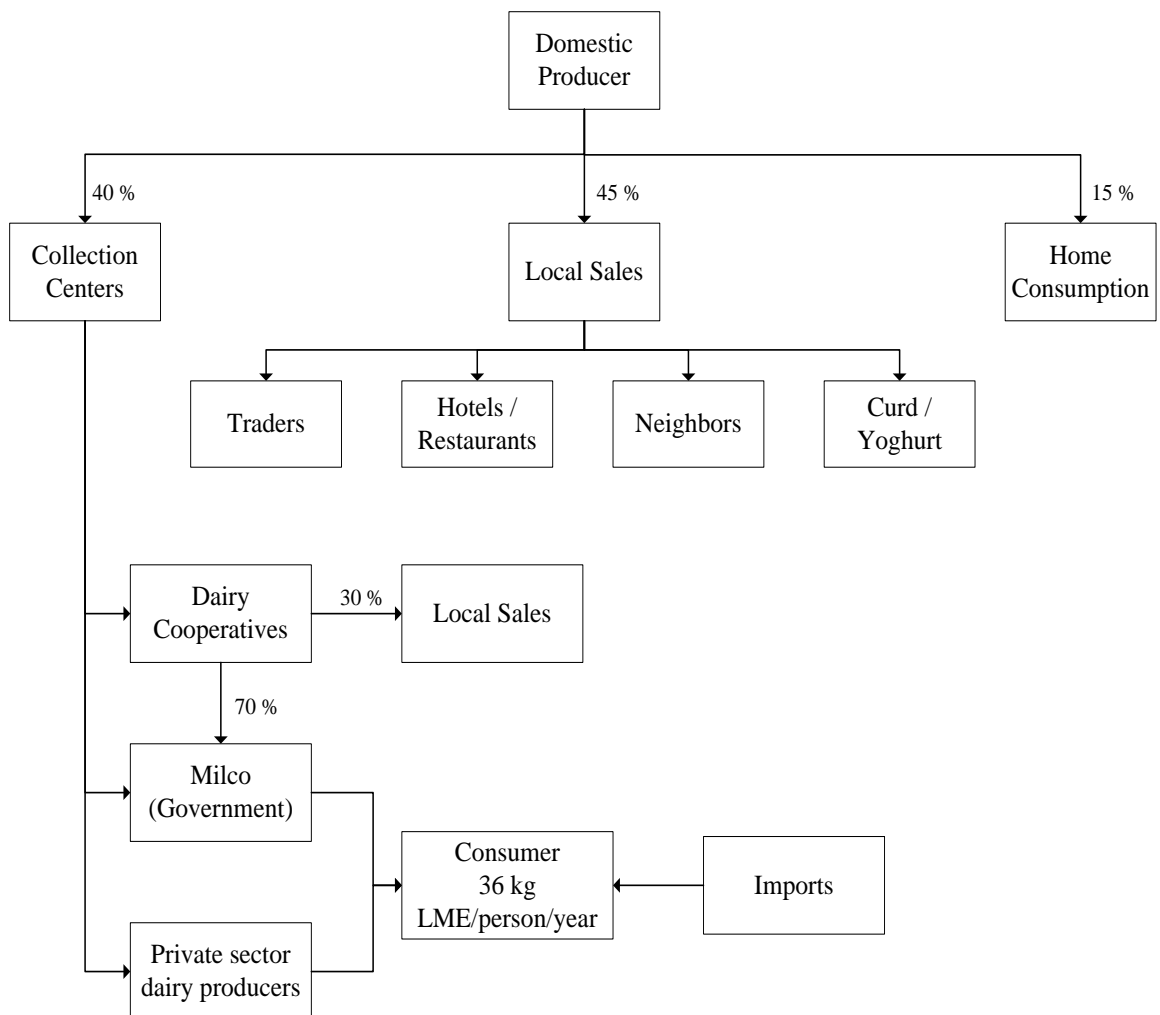 Domestic
Producer
40 %
45 %
15 %
Collection
Centers
Local Sales
Home
Consumption
Traders
Hotels /
Restaurants
Neighbors
Curd /
Yoghurt
Dairy
Cooperatives
30 %
Local Sales
70 %
Milco
(Government)
Consumer
36 kg
LME/person/year
Imports
Private sector
dairy producers